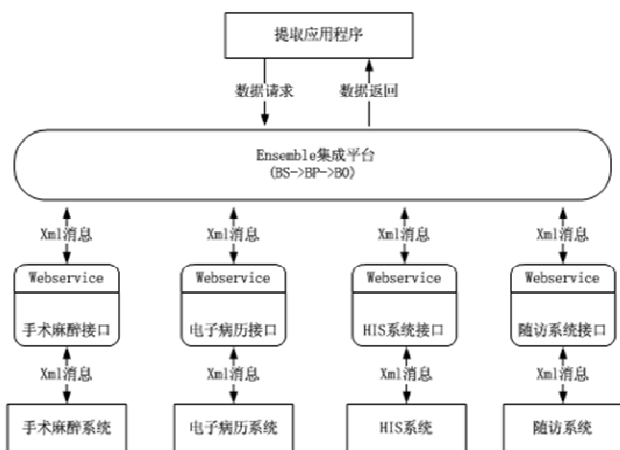 提取应用程序
数据请求
数据返回
Ensemble集成平台
(BS->BP->BO)
Xml消息
Xml消息
Xml消息
Xml消息
Webservice
Webservice
Webservice
Webservice
手术麻醉接口
电子病历接口
HIS系统接口
随访系统接口
Xml消息
Xml消息
Xml消息
Xml消息
手术麻醉系统
电子病历系统
HIS系统
随访系统